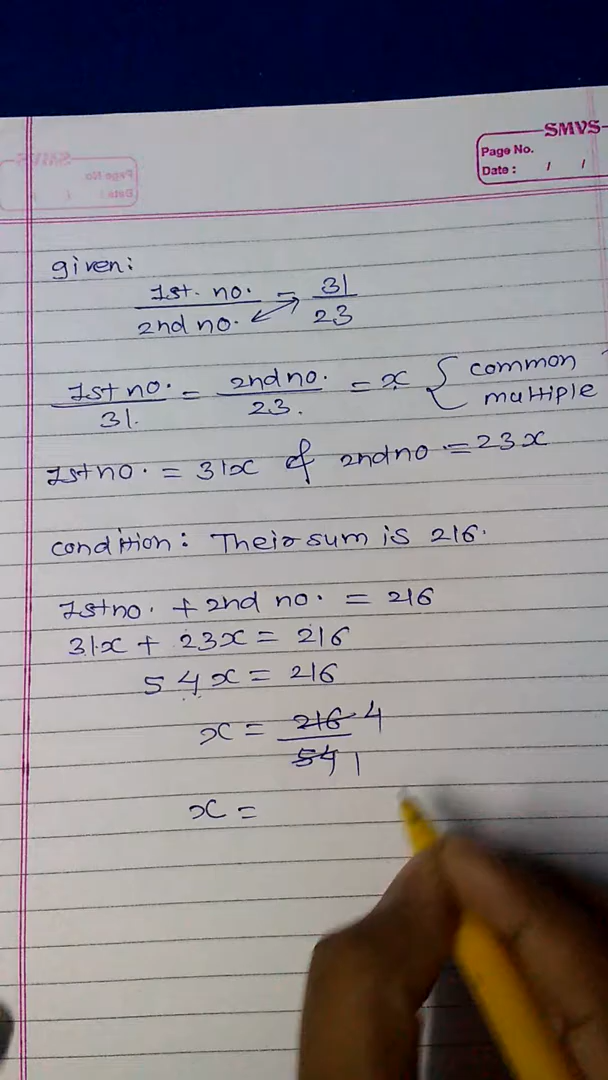 SMVS
Page No.
Date : / /
given:
1st. no. / 2nd no. = 31 / 23
1st no. / 31. = 2nd no. / 23. = x { common multiple
1st no. = 31x & 2nd no = 23x
condition: Their sum is 216.
1st no. + 2nd no. = 216
31x + 23x = 216
54x = 216
x = 216 4 / 54 1
x =